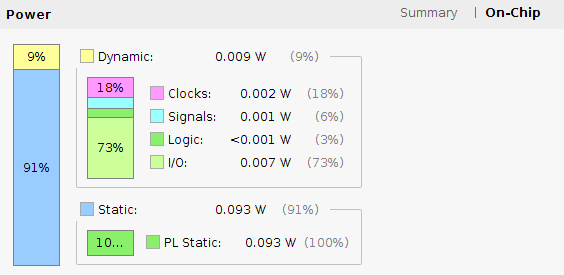 Power Summary | On-Chip
9% Dynamic: 0.009 W (9%)
18% Clocks: 0.002 W (18%)
Signals: 0.001 W (6%)
Logic: <0.001 W (3%)
73% I/O: 0.007 W (73%)
91%
Static: 0.093 W (91%)
10... PL Static: 0.093 W (100%)